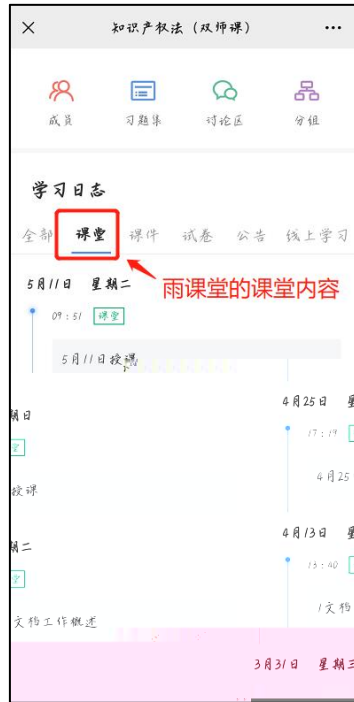 知识产权法（双师课）
成员 习题集 讨论区 分组
学习日志
全部 课堂 课件 试卷 公告 线上学习
5月11日 星期二
雨课堂的课堂内容
09:51 课堂
5月11日授课
期日
4月25日 星
17:19
堂
4月25
授课
4月13日 星
期二
13:40
堂
1文档
文档工作概述
3月31日 星期三